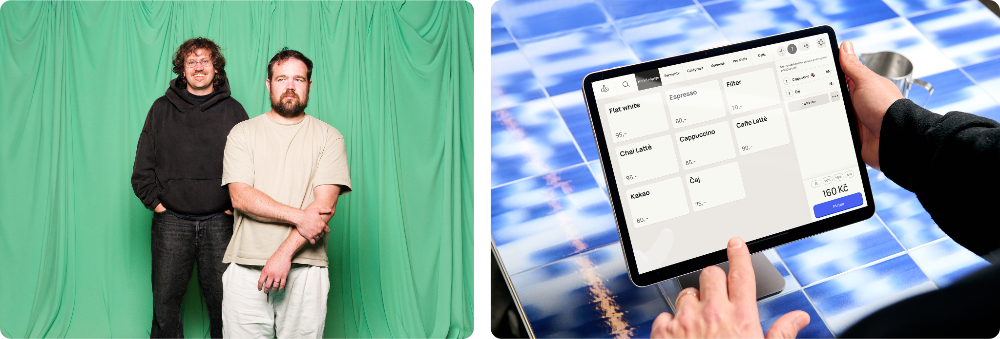 Horké nápoje
Fermenty
Coldpress
Kuchyně
Pro chefs
Další
+
7
+5
Flat white
95,-
Espresso
60,-
Filter
70,-
Chai Lattè
95,-
Cappuccino
85,-
Caffe Lattè
90,-
Kakao
80,-
Čaj
75,-
1 Cappuccino 85,-
1 Čaj 75,-
Tisk bonu
20% 50% Jiná
160 Kč
Platba